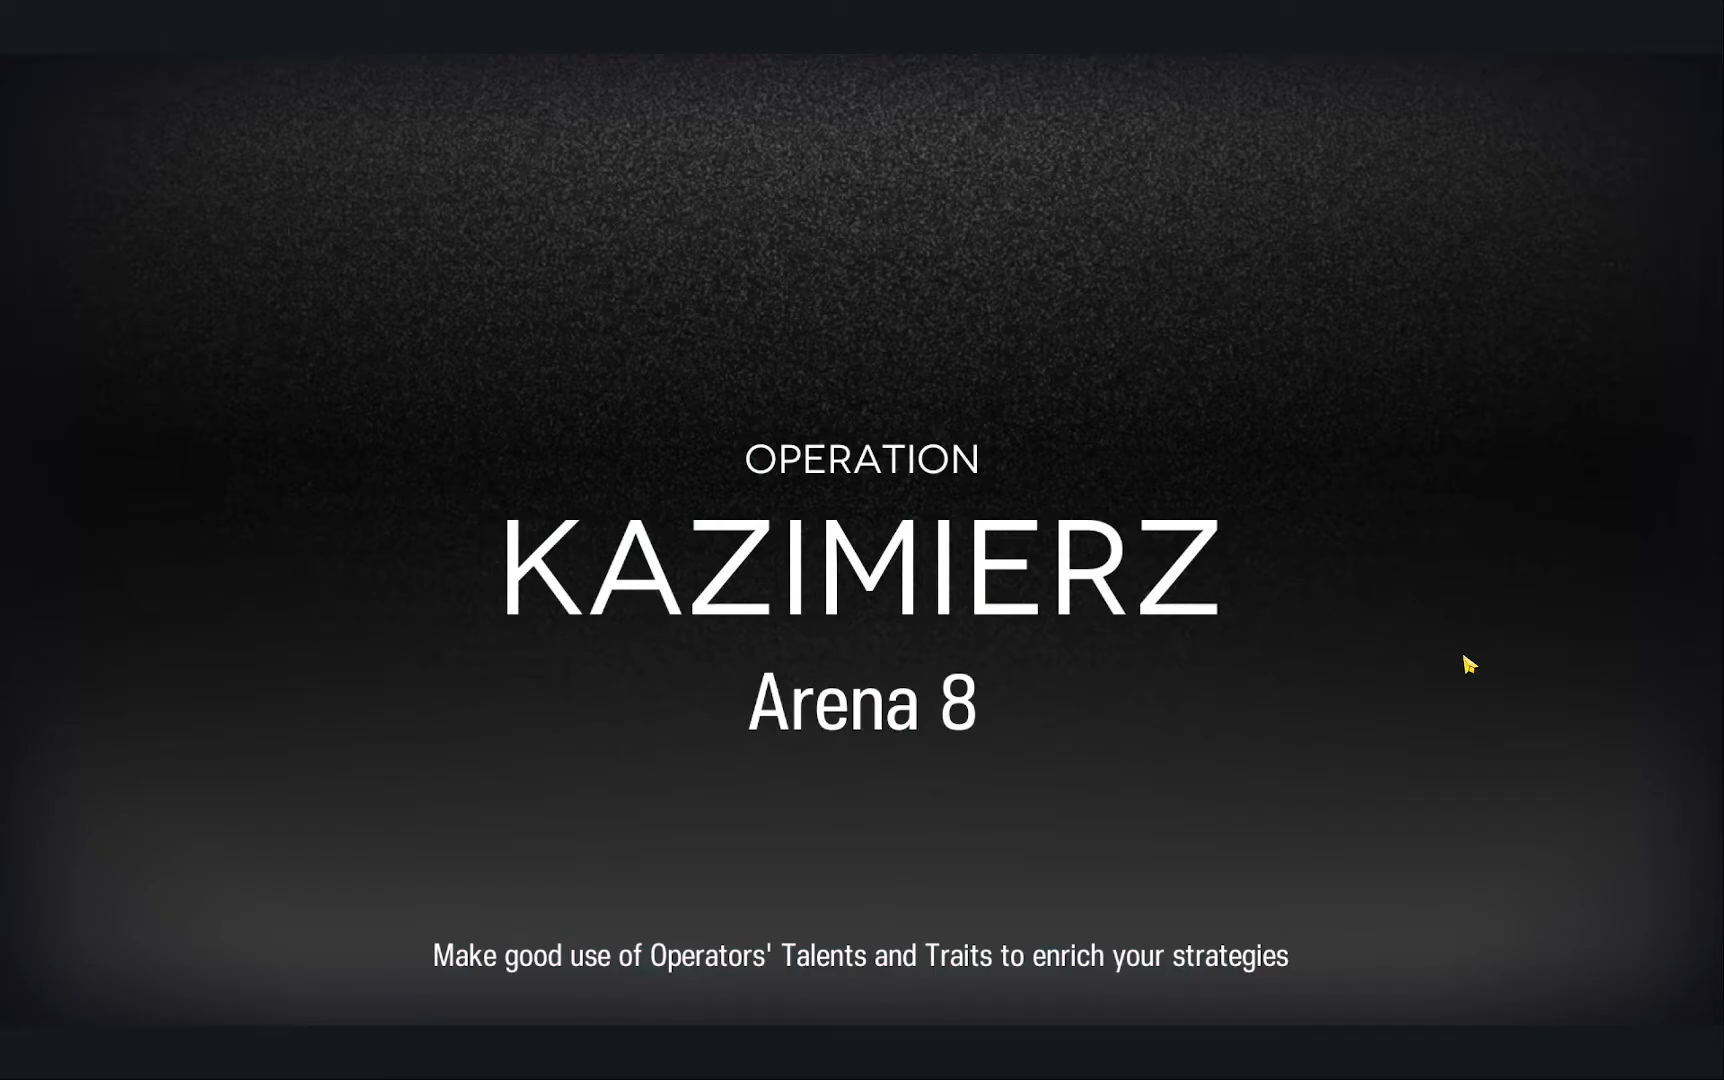 OPERATION
KAZIMIERZ
Arena 8
Make good use of Operators' Talents and Traits to enrich your strategies